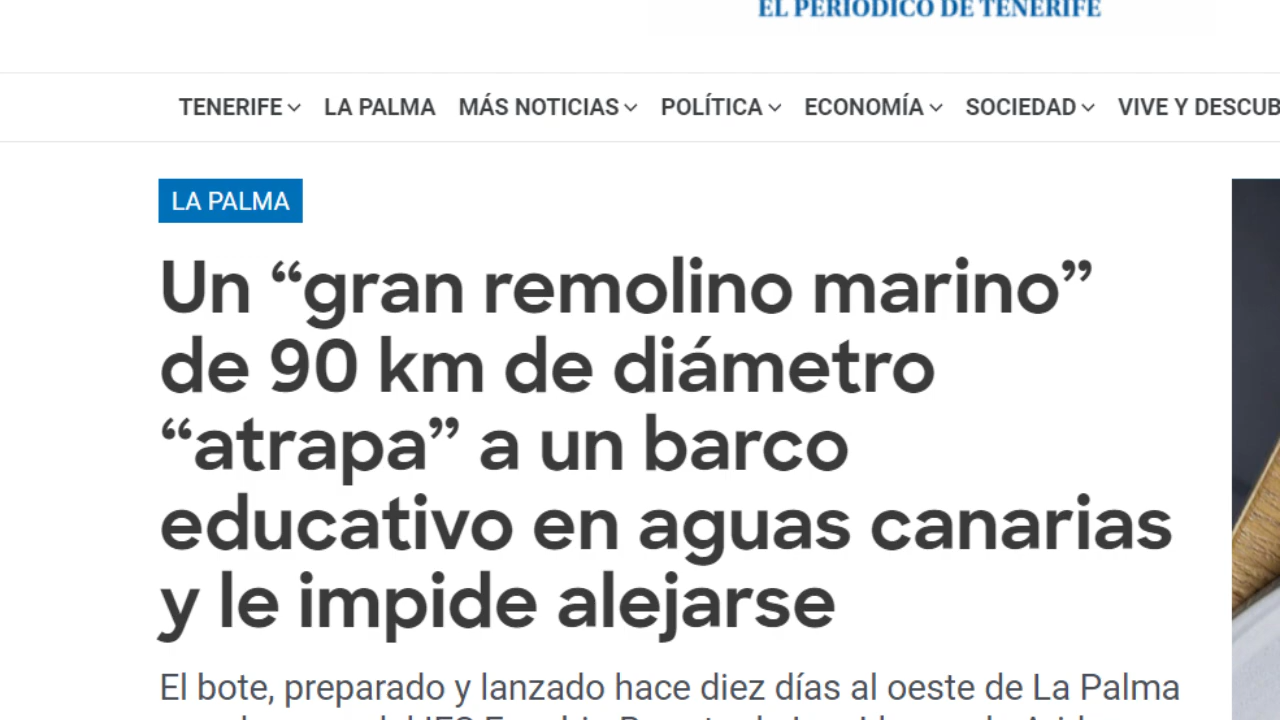 EL PERIÓDICO DE TENERIFE
TENERIFE LA PALMA MÁS NOTICIAS POLÍTICA ECONOMÍA SOCIEDAD VIVE Y DESCUB
LA PALMA
Un “gran remolino marino”
de 90 km de diámetro
“atrapa” a un barco
educativo en aguas canarias
y le impide alejarse
El bote, preparado y lanzado hace diez días al oeste de La Palma